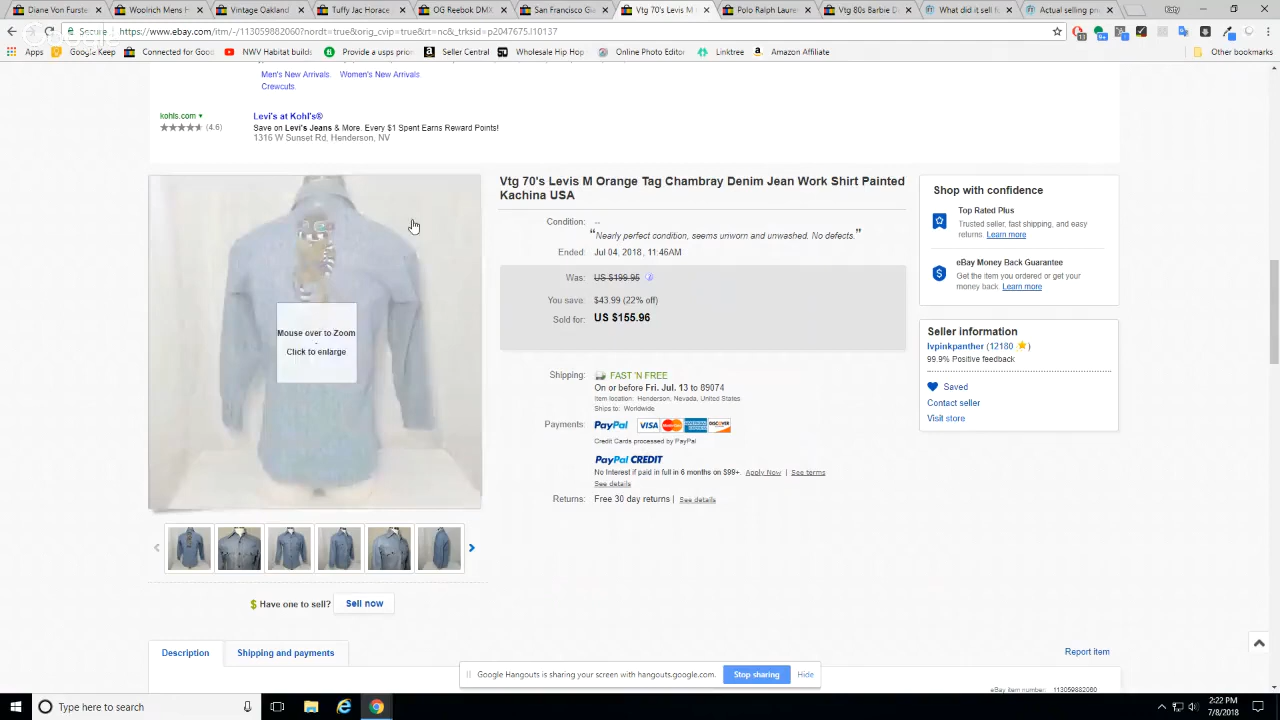 Diane Von Furste
Woolrich Mens I
Vintage Oakland
Tuffy Jac Horace
OG Reebok DMX
San Francisco Gi
Vtg 70's Levis M
Polo Ralph Laure
Vtg 80s Barbie D
What did it sell f
Actual selling pric
Secure https://www.ebay.com/itm/-/113059882060?nordt=true&orig_cvip=true&rt=nc&_trksid=p2047675.l10137
Apps Google Keep Connected for Good NWV Habitat builds Provide a useful cou Seller Central Wholesale Hip Hop Online Photo Editor Linktree Amazon Affiliate Other bookmarks
Men's New Arrivals. Women's New Arrivals
Crewcuts.
kohls.com
Levi's at Kohl's®
(4.6)
Save on Levi's Jeans & More. Every $1 Spent Earns Reward Points!
1316 W Sunset Rd, Henderson, NV
Vtg 70's Levis M Orange Tag Chambray Denim Jean Work Shirt Painted
Kachina USA
Condition: --
"Nearly perfect condition, seems unworn and unwashed. No defects."
Ended: Jul 04, 2018 , 11:46AM
Was: US $199.95
You save: $43.99 (22% off)
Sold for: US $155.96
Shipping: FAST 'N FREE
On or before Fri. Jul. 13 to 89074
Item location: Henderson, Nevada, United States
Ships to: Worldwide
Payments: PayPal VISA MasterCard AMERICAN EXPRESS DISCOVER
Credit Cards processed by PayPal
PayPal CREDIT
No Interest if paid in full in 6 months on $99+. Apply Now | See terms
See details
Returns: Free 30 day returns | See details
Mouse over to Zoom
-
Click to enlarge
Shop with confidence
Top Rated Plus
Trusted seller, fast shipping, and easy
returns. Learn more
eBay Money Back Guarantee
Get the item you ordered or get your
money back. Learn more
Seller information
lvpinkpanther (12180 )
99.9% Positive feedback
Saved
Contact seller
Visit store
$ Have one to sell? Sell now
Description
Shipping and payments
Report item
eBay item number: 113059882060
Google Hangouts is sharing your screen with hangouts.google.com. Stop sharing Hide
Type here to search
2:22 PM
7/8/2018